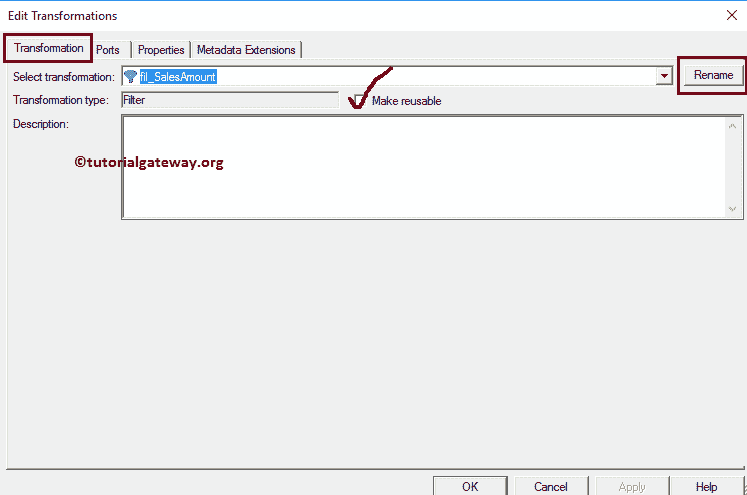 Edit Transformations
Transformation Ports Properties Metadata Extensions
Select transformation: fil_SalesAmount Rename
Transformation type: Filter Make reusable
Description:
©tutorialgateway.org
OK Cancel Apply Help